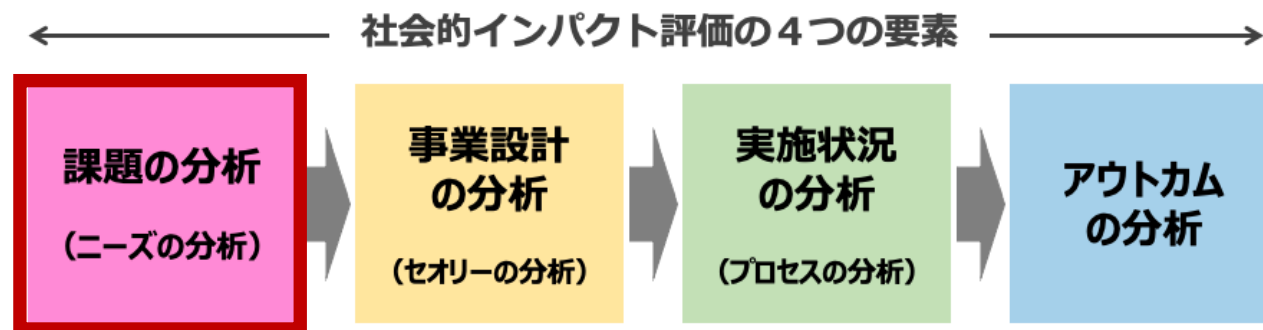 社会的インパクト評価の４つの要素
課題の分析
（ニーズの分析）
事業設計
の分析
（セオリーの分析）
実施状況
の分析
（プロセスの分析）
アウトカム
の分析